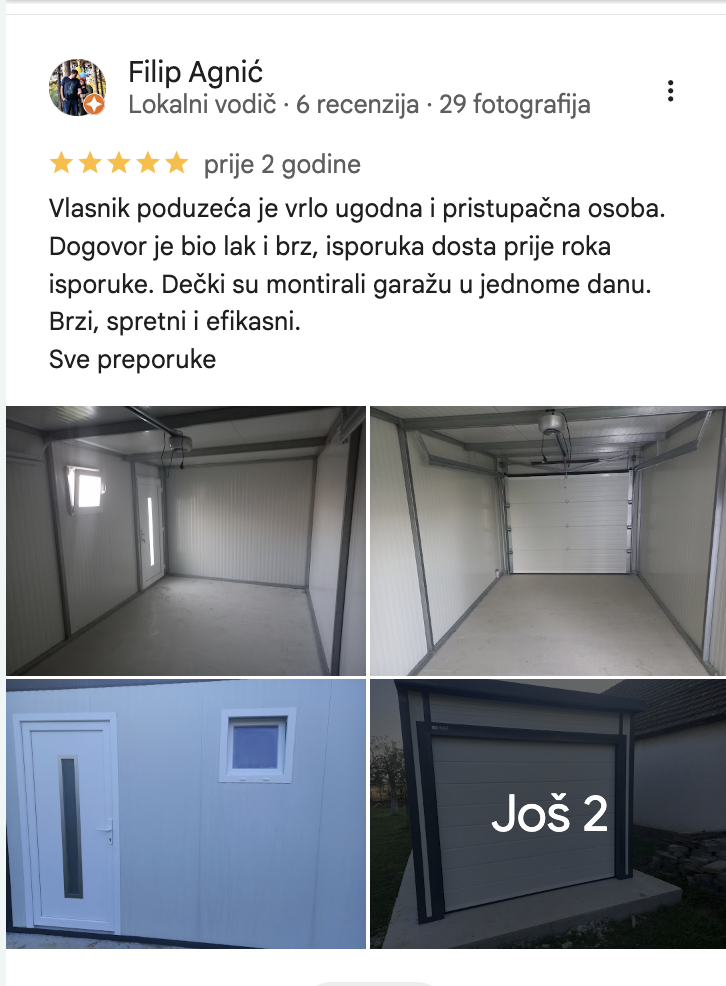 Filip Agnić
Lokalni vodič · 6 recenzija · 29 fotografija
prije 2 godine
Vlasnik poduzeća je vrlo ugodna i pristupačna osoba.
Dogovor je bio lak i brz, isporuka dosta prije roka
isporuke. Dečki su montirali garažu u jednome danu.
Brzi, spretni i efikasni.
Sve preporuke
Još 2